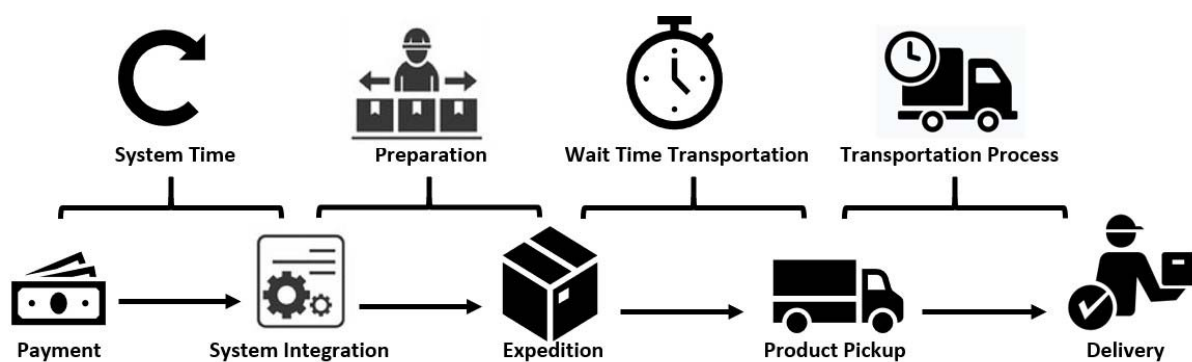 System Time
Preparation
Wait Time Transportation
Transportation Process
Payment
System Integration
Expedition
Product Pickup
Delivery